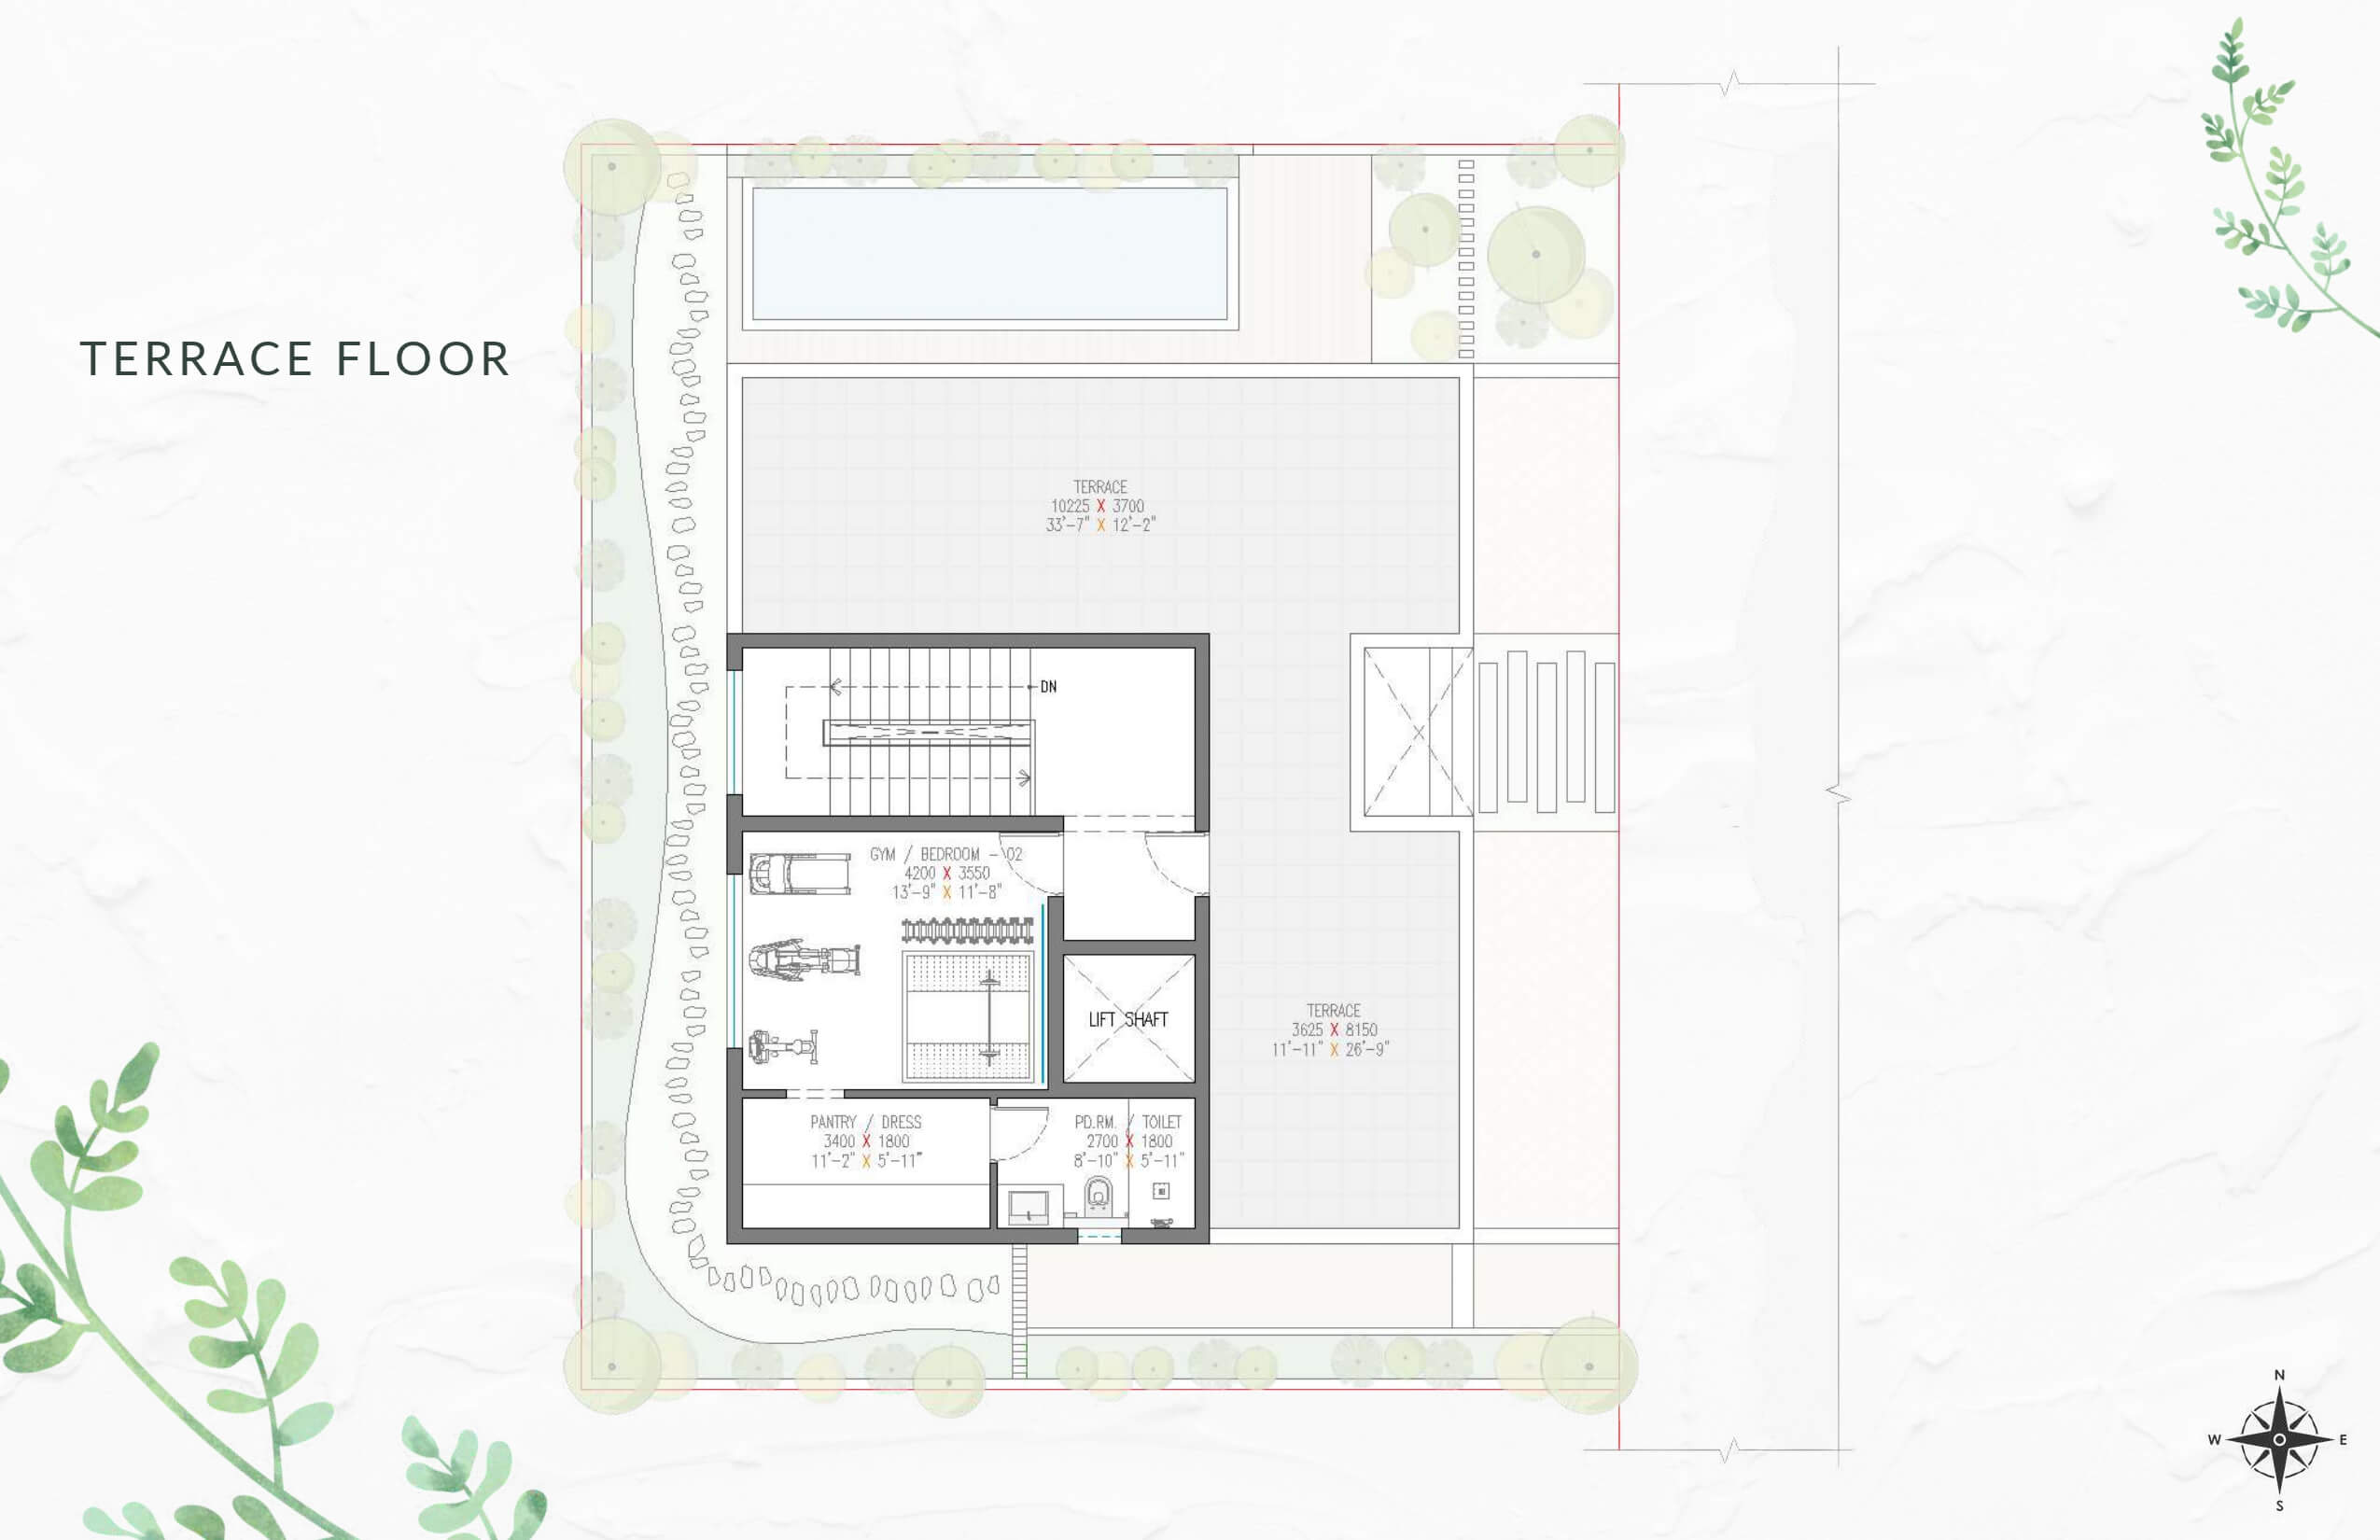 TERRACE FLOOR
TERRACE
10225 X 3700
33'-7" X 12'-2"
DN
GYM / BEDROOM - 02
4200 X 3550
13'-9" X 11'-8"
LIFT SHAFT
TERRACE
3625 X 8150
11'-11" X 26'-9"
PANTRY / DRESS
3400 X 1800
11'-2" X 5'-11"
PD.RM. / TOILET
2700 X 1800
8'-10" X 5'-11"
N
W E
S